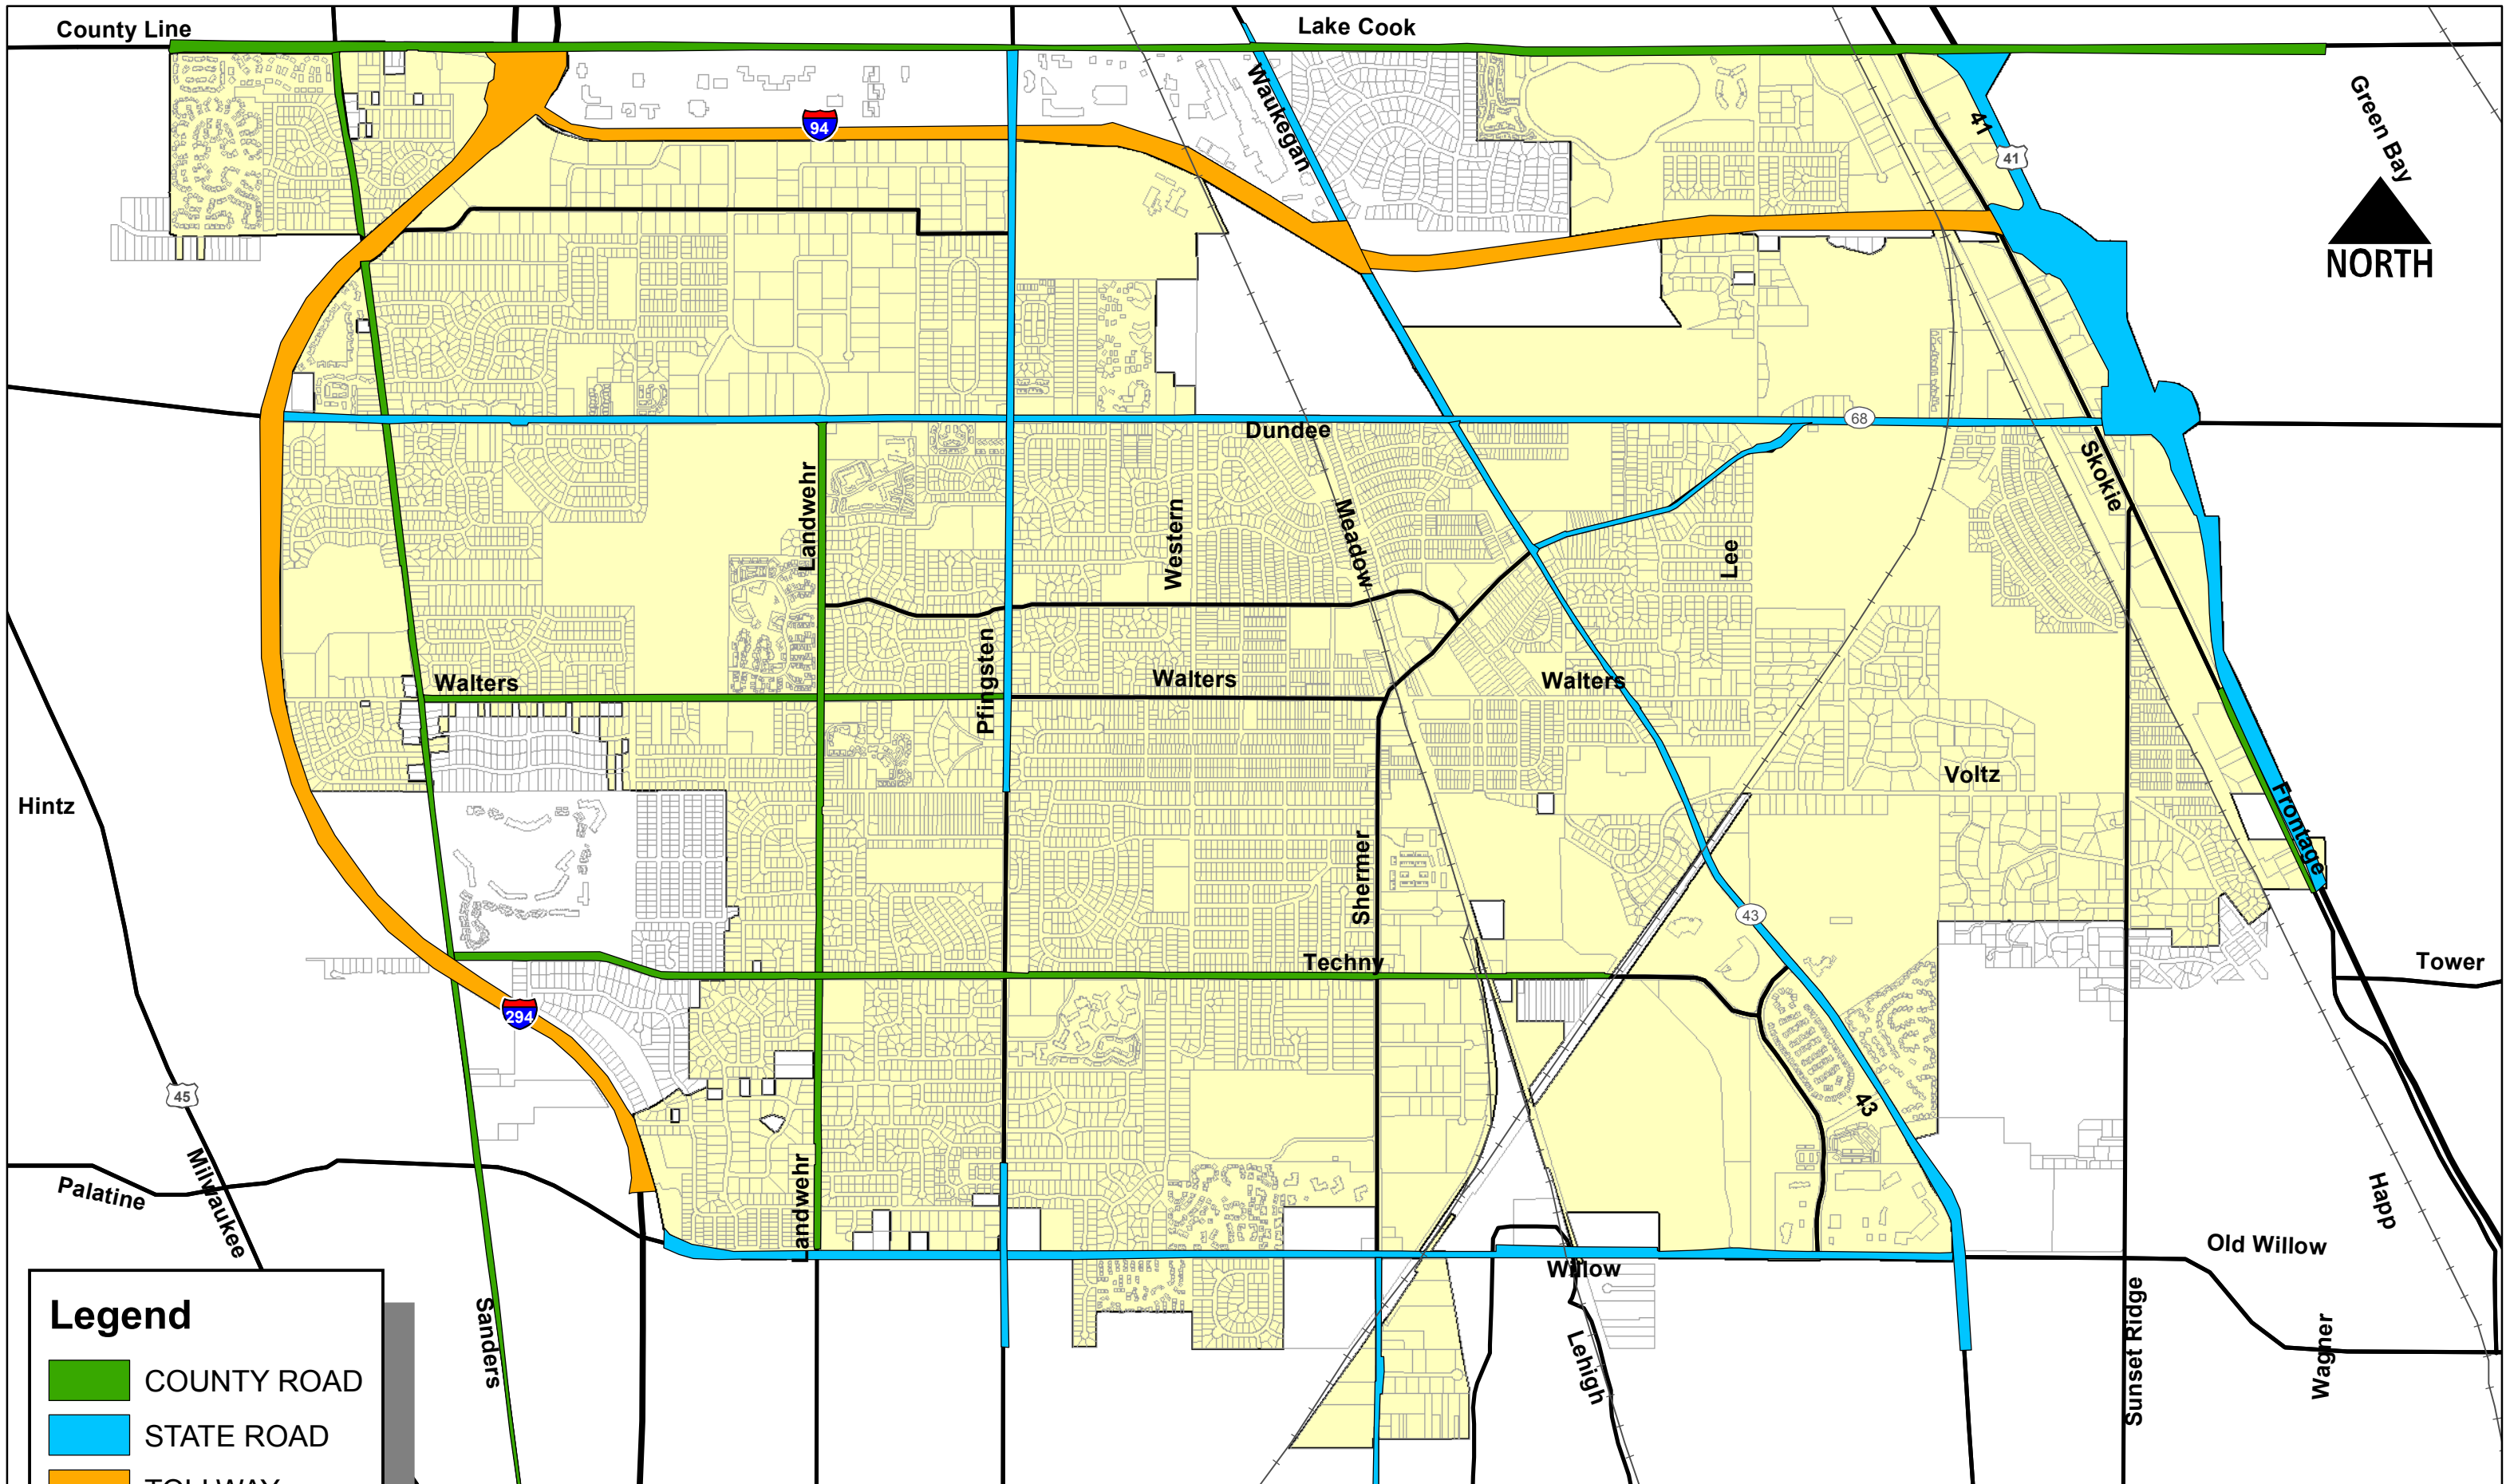 County Line
Lake Cook
Waukegan
94
41
41
Green Bay
NORTH
68
Dundee
Landwehr
Western
Meadow
Lee
Skokie
Pfingsten
Walters
Walters
Walters
Hintz
Voltz
Shermer
Frontage
43
Techny
Tower
294
45
43
Milwaukee
Palatine
Landwehr
Happ
Old Willow
Willow
Sanders
Lehigh
Sunset Ridge
Wagner
Legend
COUNTY ROAD
STATE ROAD
TOLLWAY